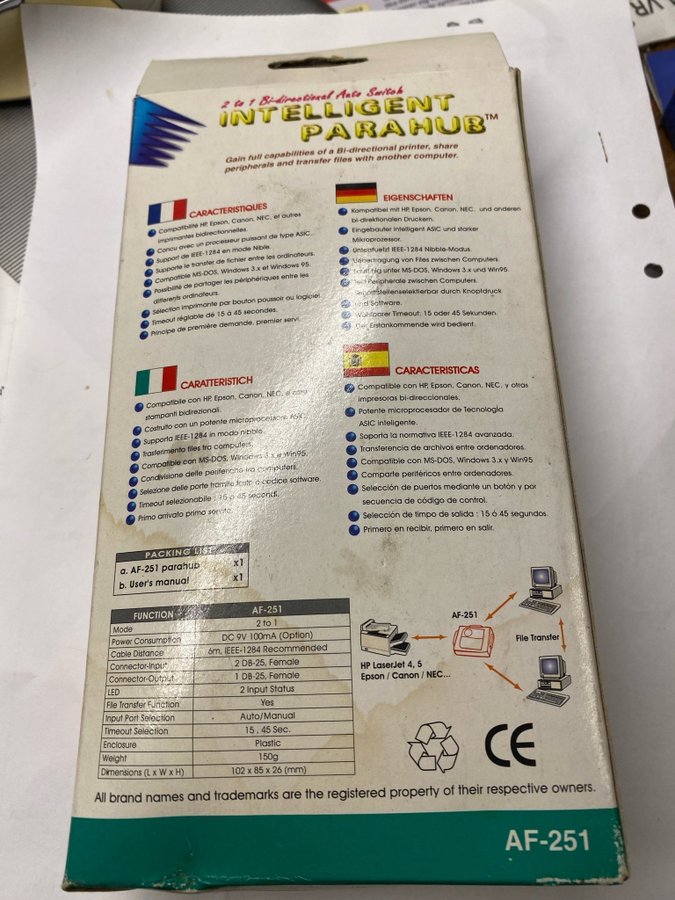 2 to 1 Bi-directional Auto Switch
INTELLIGENT
PARAHUB™
Gain full capabilities of a Bi-directional printer, share
peripherals and transfer files with another computer.
CARACTERISTIQUES
Compatibilité HP, Epson, Canon, NEC, et autres
imprimantes bidirectionnelles.
Concu avec un processeur puissant de type ASIC.
Support de IEEE-1284 en mode Nible.
Supporte le transfer de fichier entre les ordinateurs.
Compatible MS-DOS, Windows 3.x et Windows 95.
Possibilité de partager les périphériques entre les
differents ordinateurs.
Sélection imprimante par bouton poussoir ou logiciel
Timeout réglable dé 15 à 45 secondes.
Principe de première demande, premier servi.
EIGENSCHAFTEN
Kompatibel mit HP, Epson, Canon, NEC, und anderen
bi-direktionalen Druckern.
Eingebauter Intelligent ASIC und starker
Mikroprozessor.
Unterstuetzt IEEE-1284 Nibble-Modus.
Uebertragung von Files zwischen Computern.
unter MS-DOS, Windows 3.x und Win95.
Peripherale zwischen Computern.
durch Knopfdruck
und Software.
Waehlbarer Timeout: 15 oder 45 Sekunden.
Der Erstankommende wird bedient.
CARATTERISTICH
Compatibile con HP, Epson, Canon, NEC, e
stampanti bidirezionali.
Costruito con un potente microprocessore
Supporta IEEE-1284 in modo nibble.
Trasferimento files tra computers.
Compatibile con MS-DOS, Windows 3.x e Win95.
Condivisione delle periferiche tra computers.
Selezione delle porte tramite tasto o codice software.
Timeout selezionabile : 15 o 45 secondi.
Primo arrivato primo servito.
CARACTERISTICAS
Compatible con HP, Epson, Canon, NEC, y otras
impresoras bi-direccionales.
Potente microprocesador de Tecnología
ASIC inteligente.
Soporta la normativa IEEE-1284 avanzada.
Transferencia de archivos entre ordenadores.
Compatible con MS-DOS, Windows 3.x y Win95
Comparte periféricos entre ordenadores.
Selección de puertos mediante un botón y por
secuencia de código de control.
Selección de timpo de salida : 15 ó 45 segundos.
Primero en recibir, primero en salir.
PACKING LIST
a. AF-251 parahub x1
b. User's manual x1
FUNCTION AF-251
Mode 2 to 1
Power Consumption DC 9V 100mA (Option)
Cable Distance 6m, IEEE-1284 Recommended
Connector-Input 2 DB-25, Female
Connector-Output 1 DB-25, Female
LED 2 Input Status
File Transfer Function Yes
Input Port Selection Auto/Manual
Timeout Selection 15 . 45 Sec.
Enclosure Plastic
Weight 150g
Dimensions (L x W x H) 102 x 85 x 26 (mm)
AF-251
File Transfer
HP LaserJet 4, 5
Epson / Canon / NEC...
CE
All brand names and trademarks are the registered property of their respective owners.
AF-251
VR